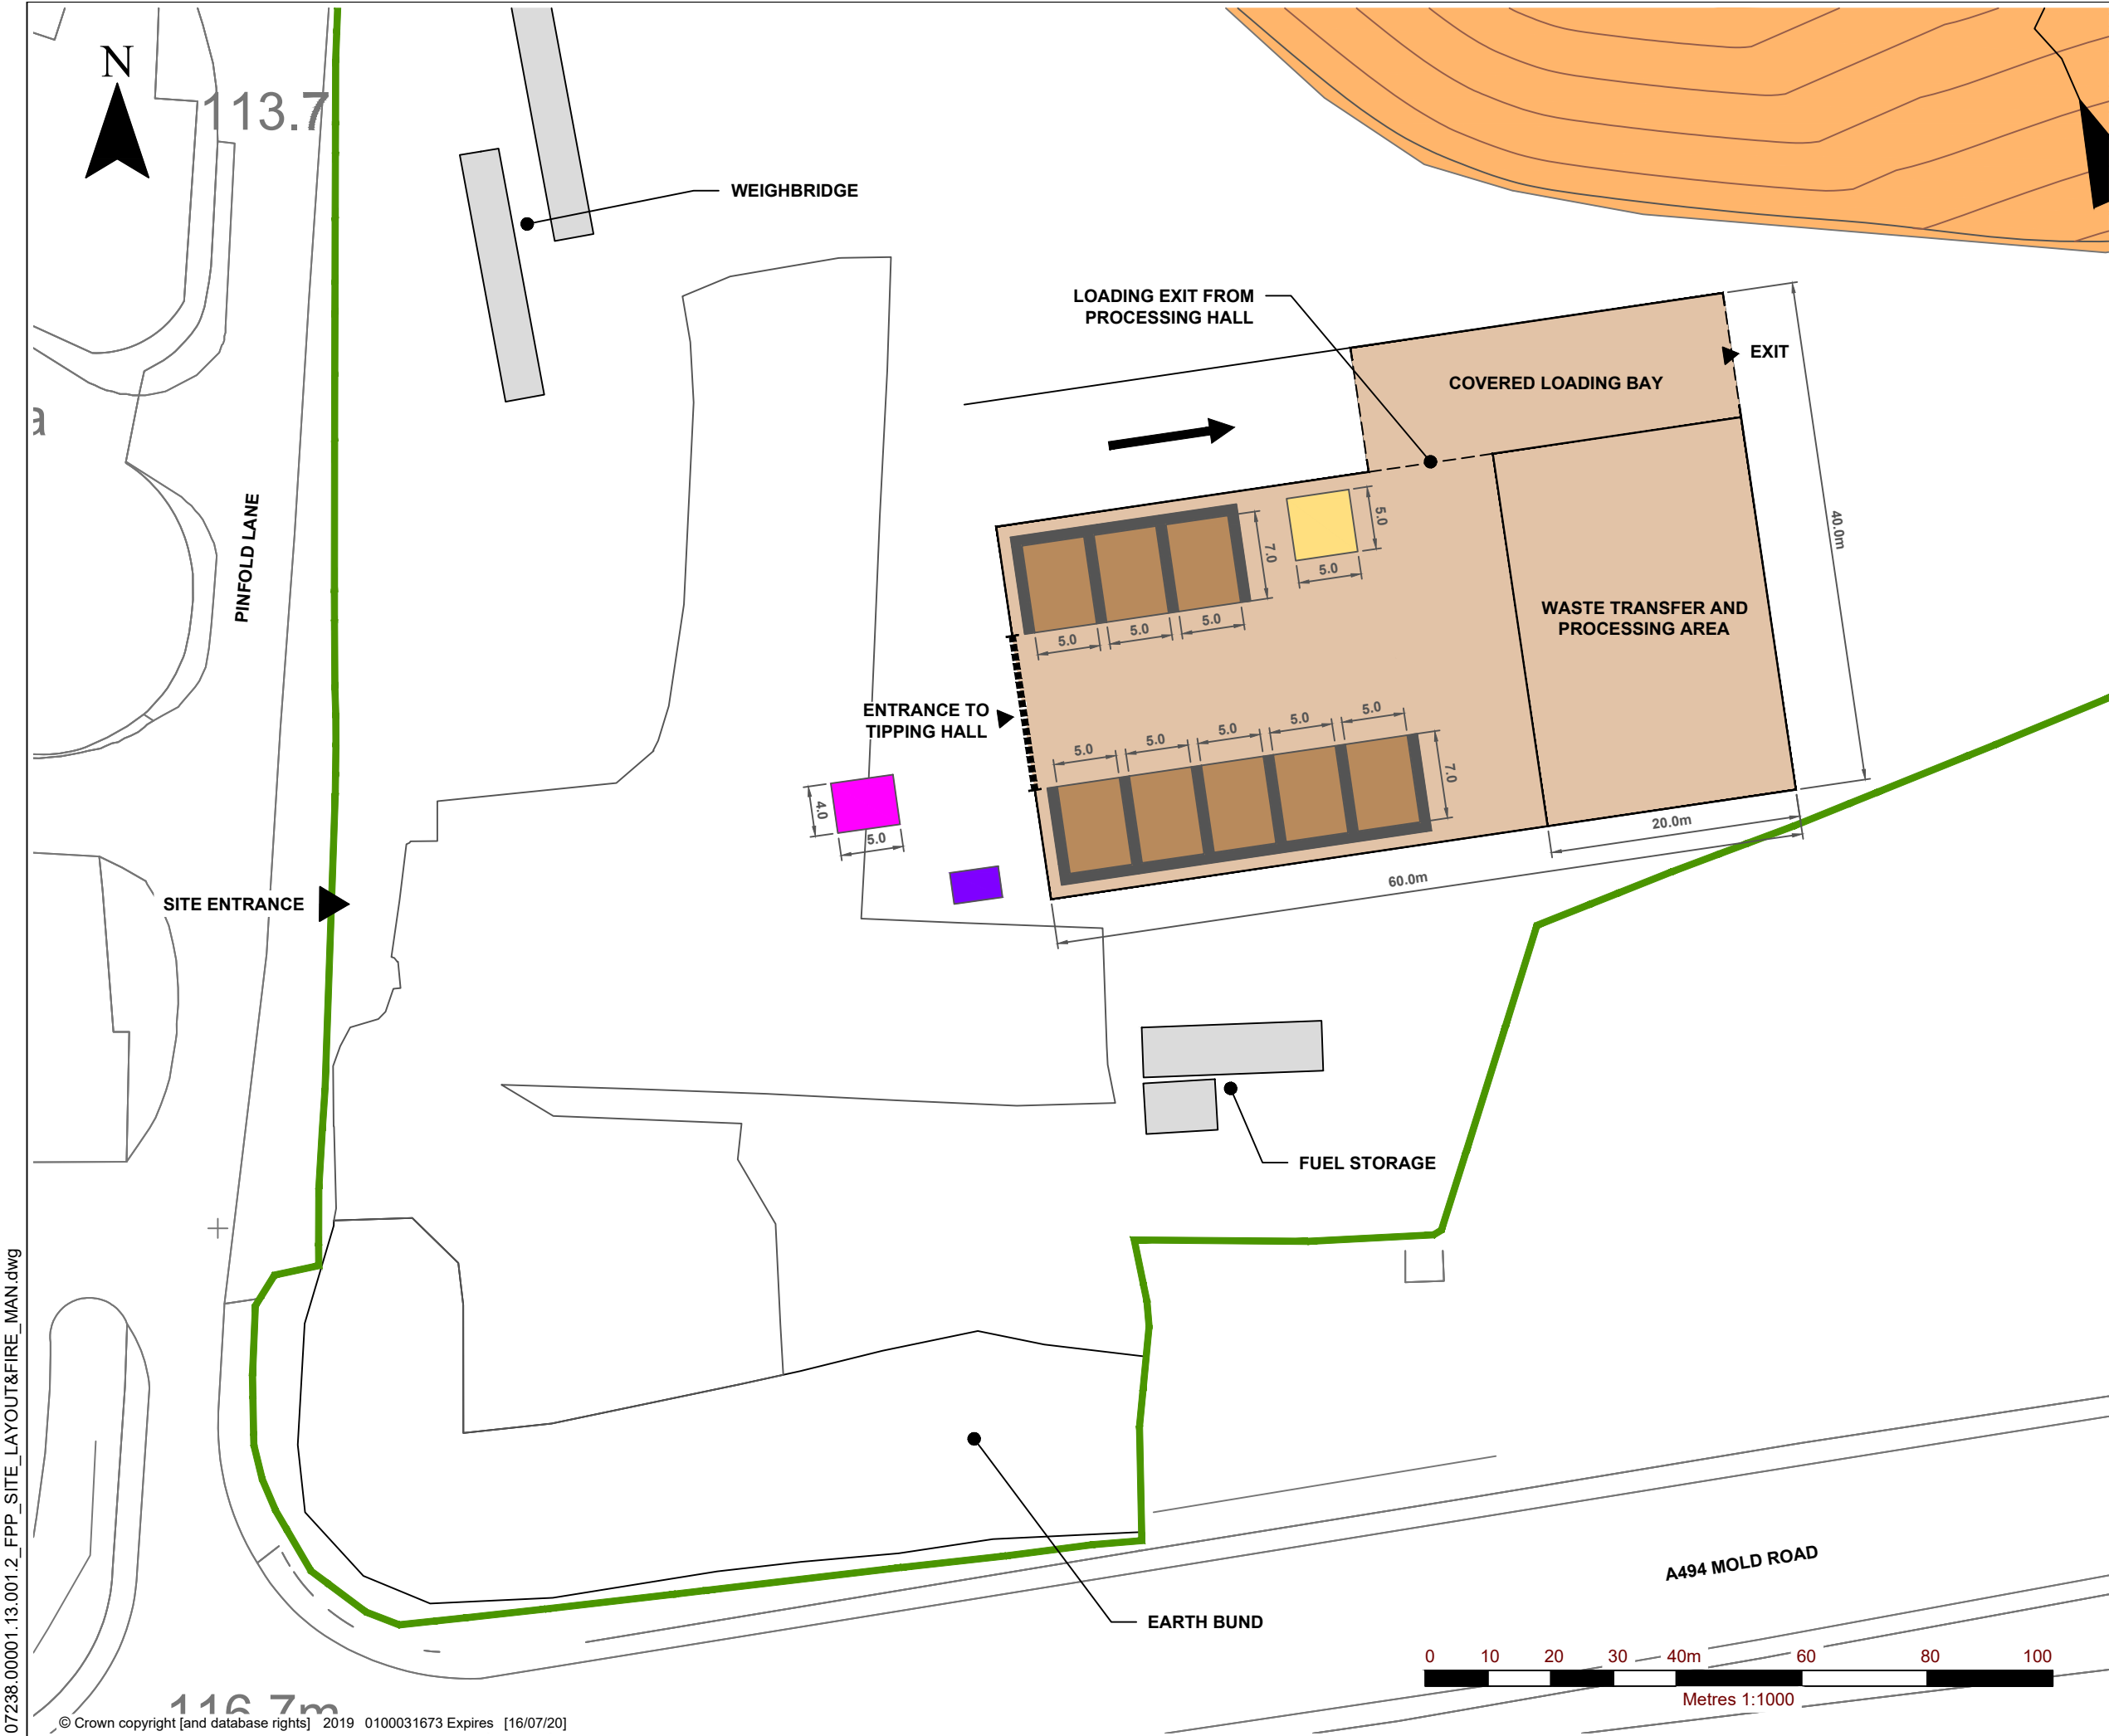 N
113.7
WEIGHBRIDGE
LOADING EXIT FROM
PROCESSING HALL
EXIT
COVERED LOADING BAY
a
PINFOLD LANE
5.0
5.0
7.0
40.0m
5.0
5.0
5.0
WASTE TRANSFER AND
PROCESSING AREA
ENTRANCE TO
TIPPING HALL
5.0
5.0
5.0
5.0
5.0
7.0
4.0
5.0
20.0m
60.0m
SITE ENTRANCE
FUEL STORAGE
EARTH BUND
A494 MOLD ROAD
0 10 20 30 40m 60 80 100
Metres 1:1000
116.7m
© Crown copyright [and database rights] 2019 0100031673 Expires [16/07/20]
07238.00001.13.001.2_FPP_SITE_LAYOUT&FIRE_MAN.dwg